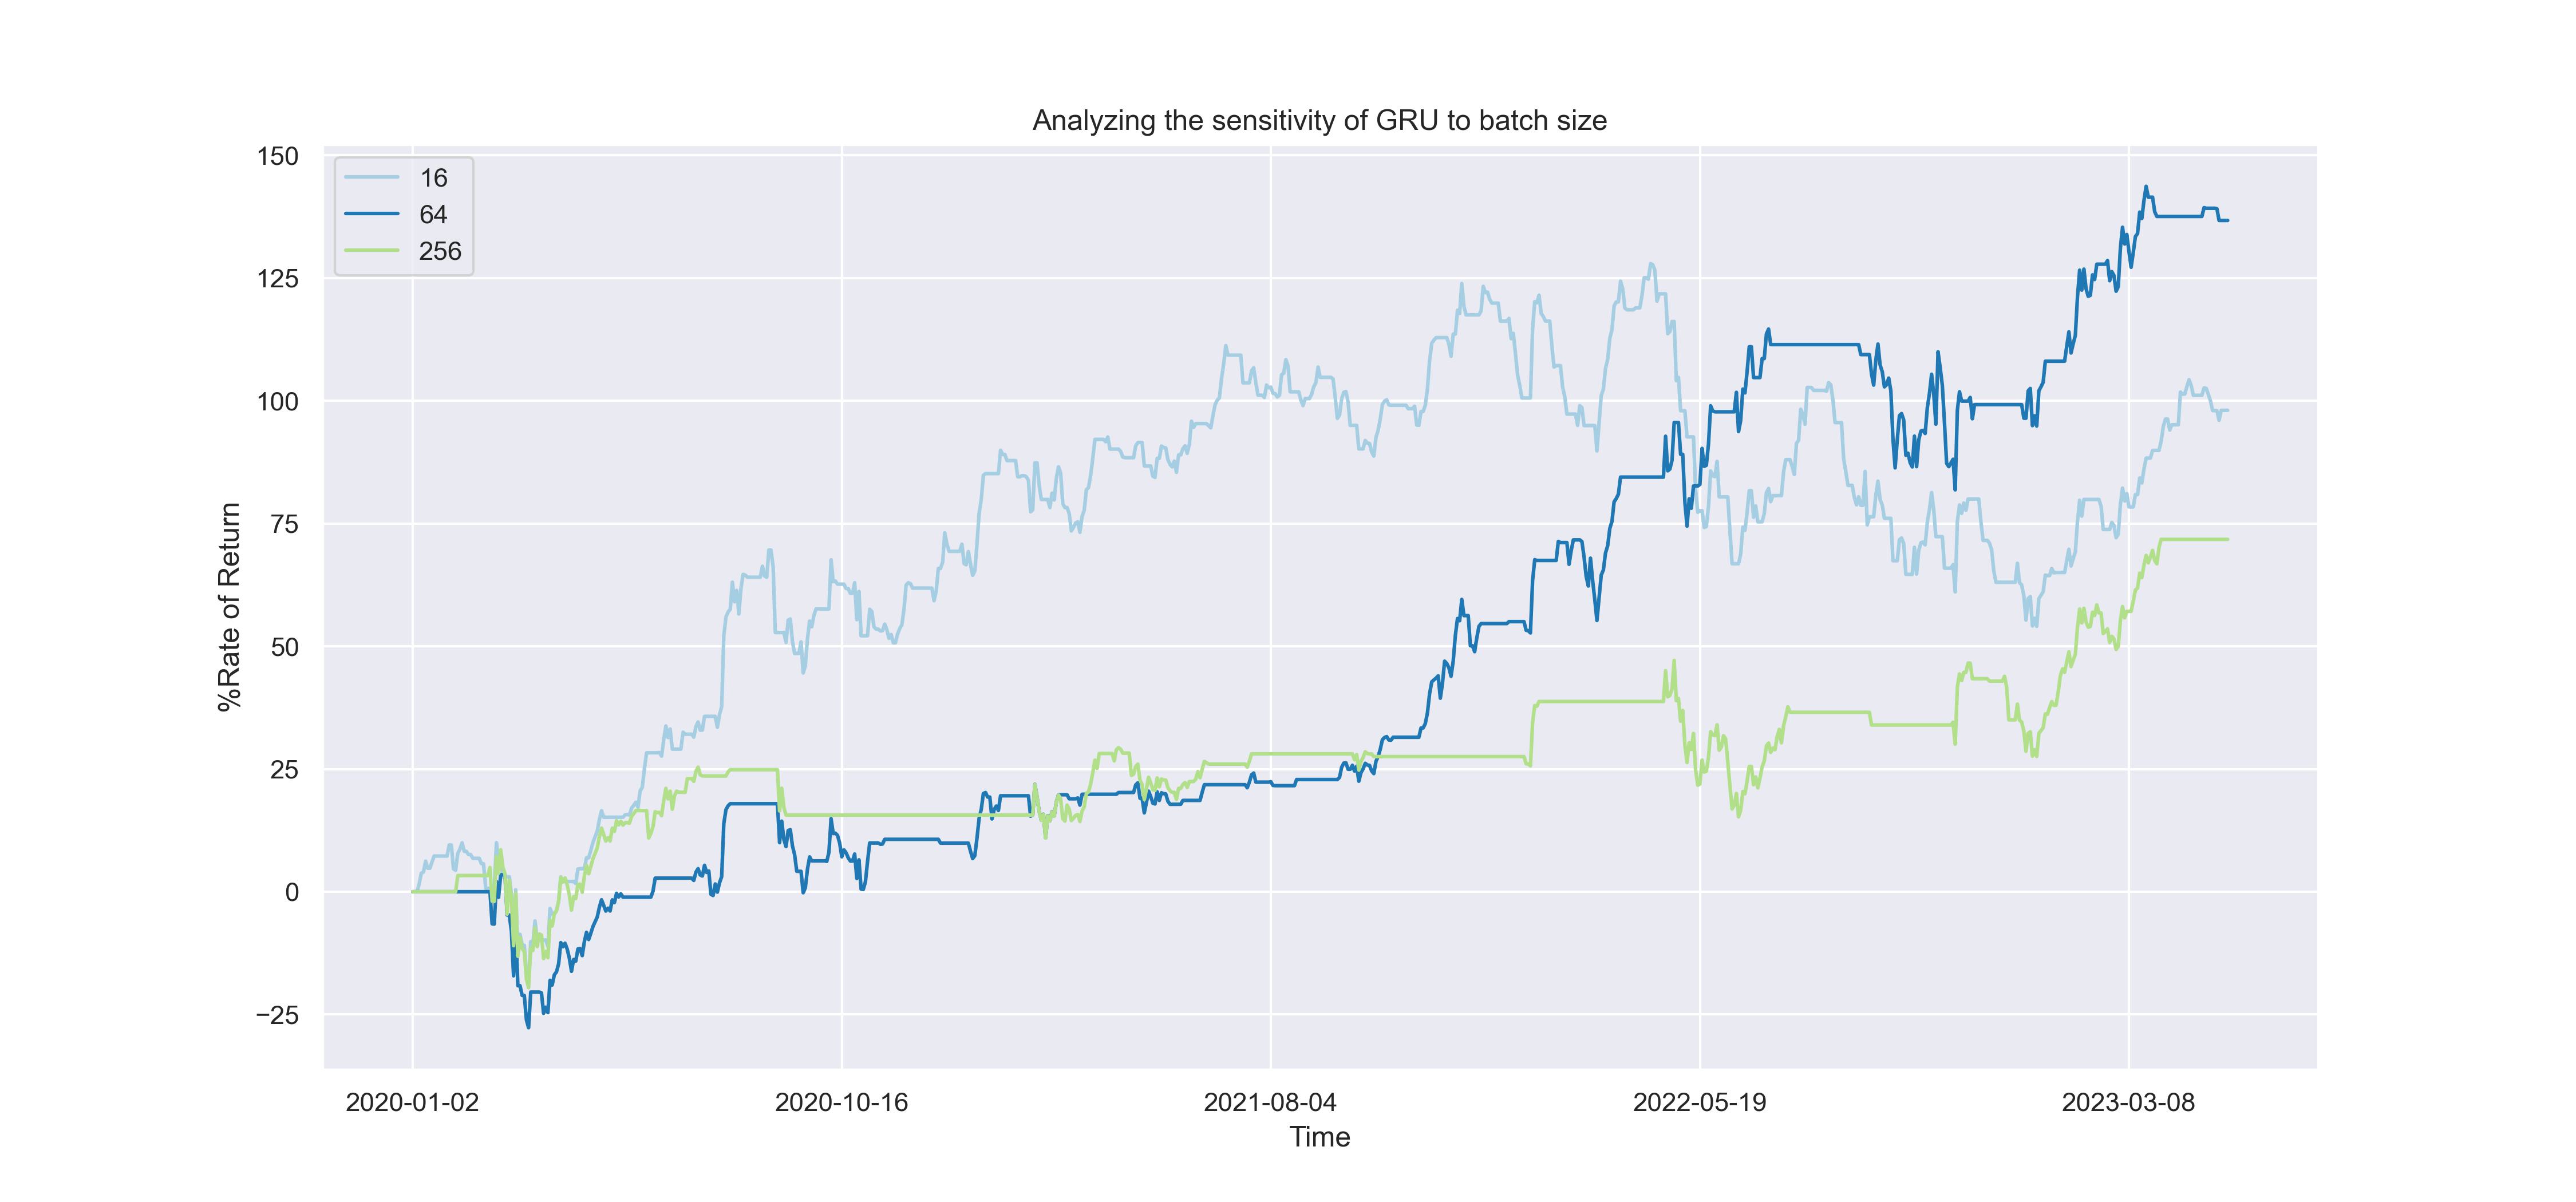 Analyzing the sensitivity of GRU to batch size
16
64
256
150
125
100
75
50
25
0
−25
%Rate of Return
2020-01-02 2020-10-16 2021-08-04 2022-05-19 2023-03-08
Time